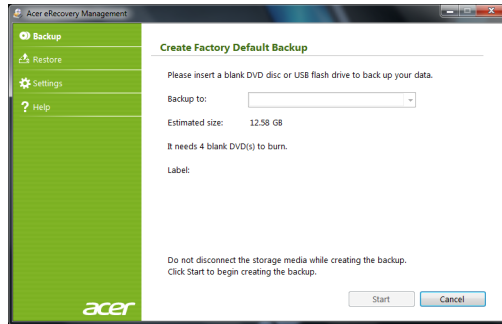 Acer eRecovery Management
Backup
Restore
Settings
Help
Create Factory Default Backup
Please insert a blank DVD disc or USB flash drive to back up your data.
Backup to:
Estimated size: 12.58 GB
It needs 4 blank DVD(s) to burn.
Label:
Do not disconnect the storage media while creating the backup.
Click Start to begin creating the backup.
Start Cancel
acer